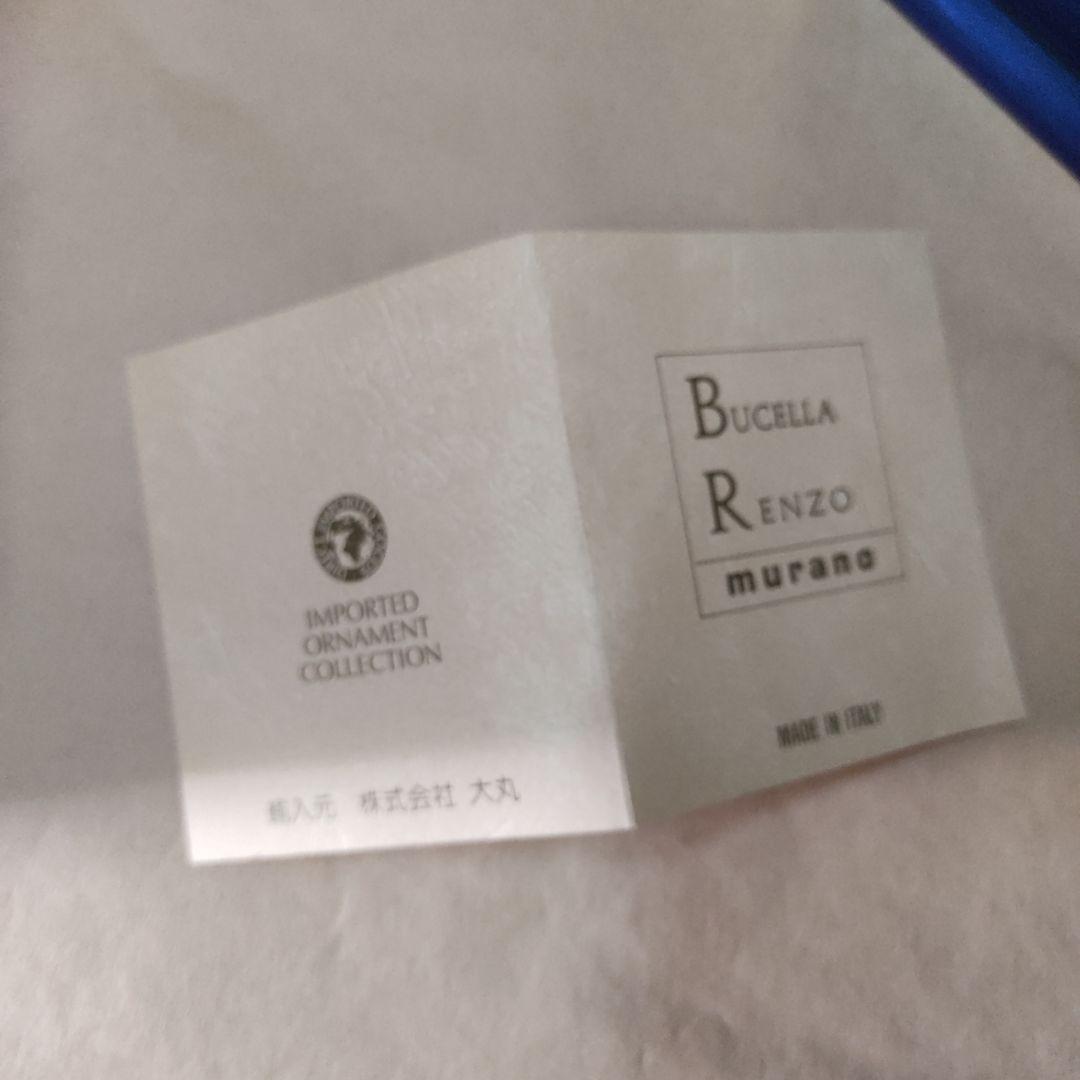 IMPORTED
ORNAMENT
COLLECTION
輸入元 株式会社 大丸
BUCELLA
RENZO
murano
MADE IN ITALY